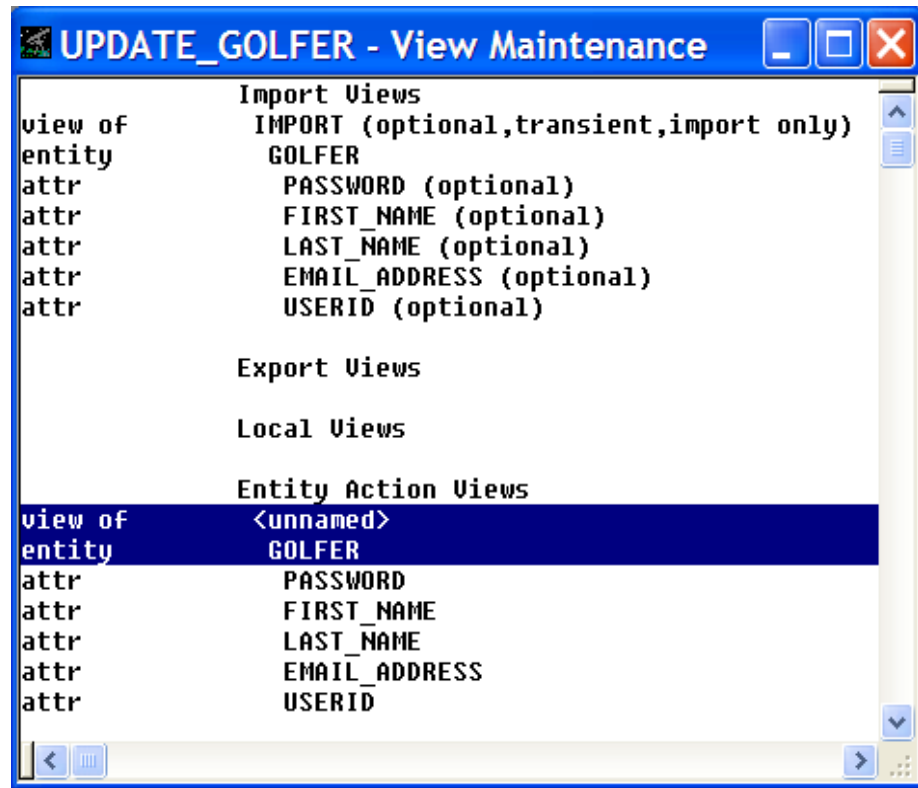 UPDATE_GOLFER - View Maintenance
Import Views
view of IMPORT (optional,transient,import only)
entity GOLFER
attr PASSWORD (optional)
attr FIRST_NAME (optional)
attr LAST_NAME (optional)
attr EMAIL_ADDRESS (optional)
attr USERID (optional)
Export Views
Local Views
Entity Action Views
view of <unnamed>
entity GOLFER
attr PASSWORD
attr FIRST_NAME
attr LAST_NAME
attr EMAIL_ADDRESS
attr USERID